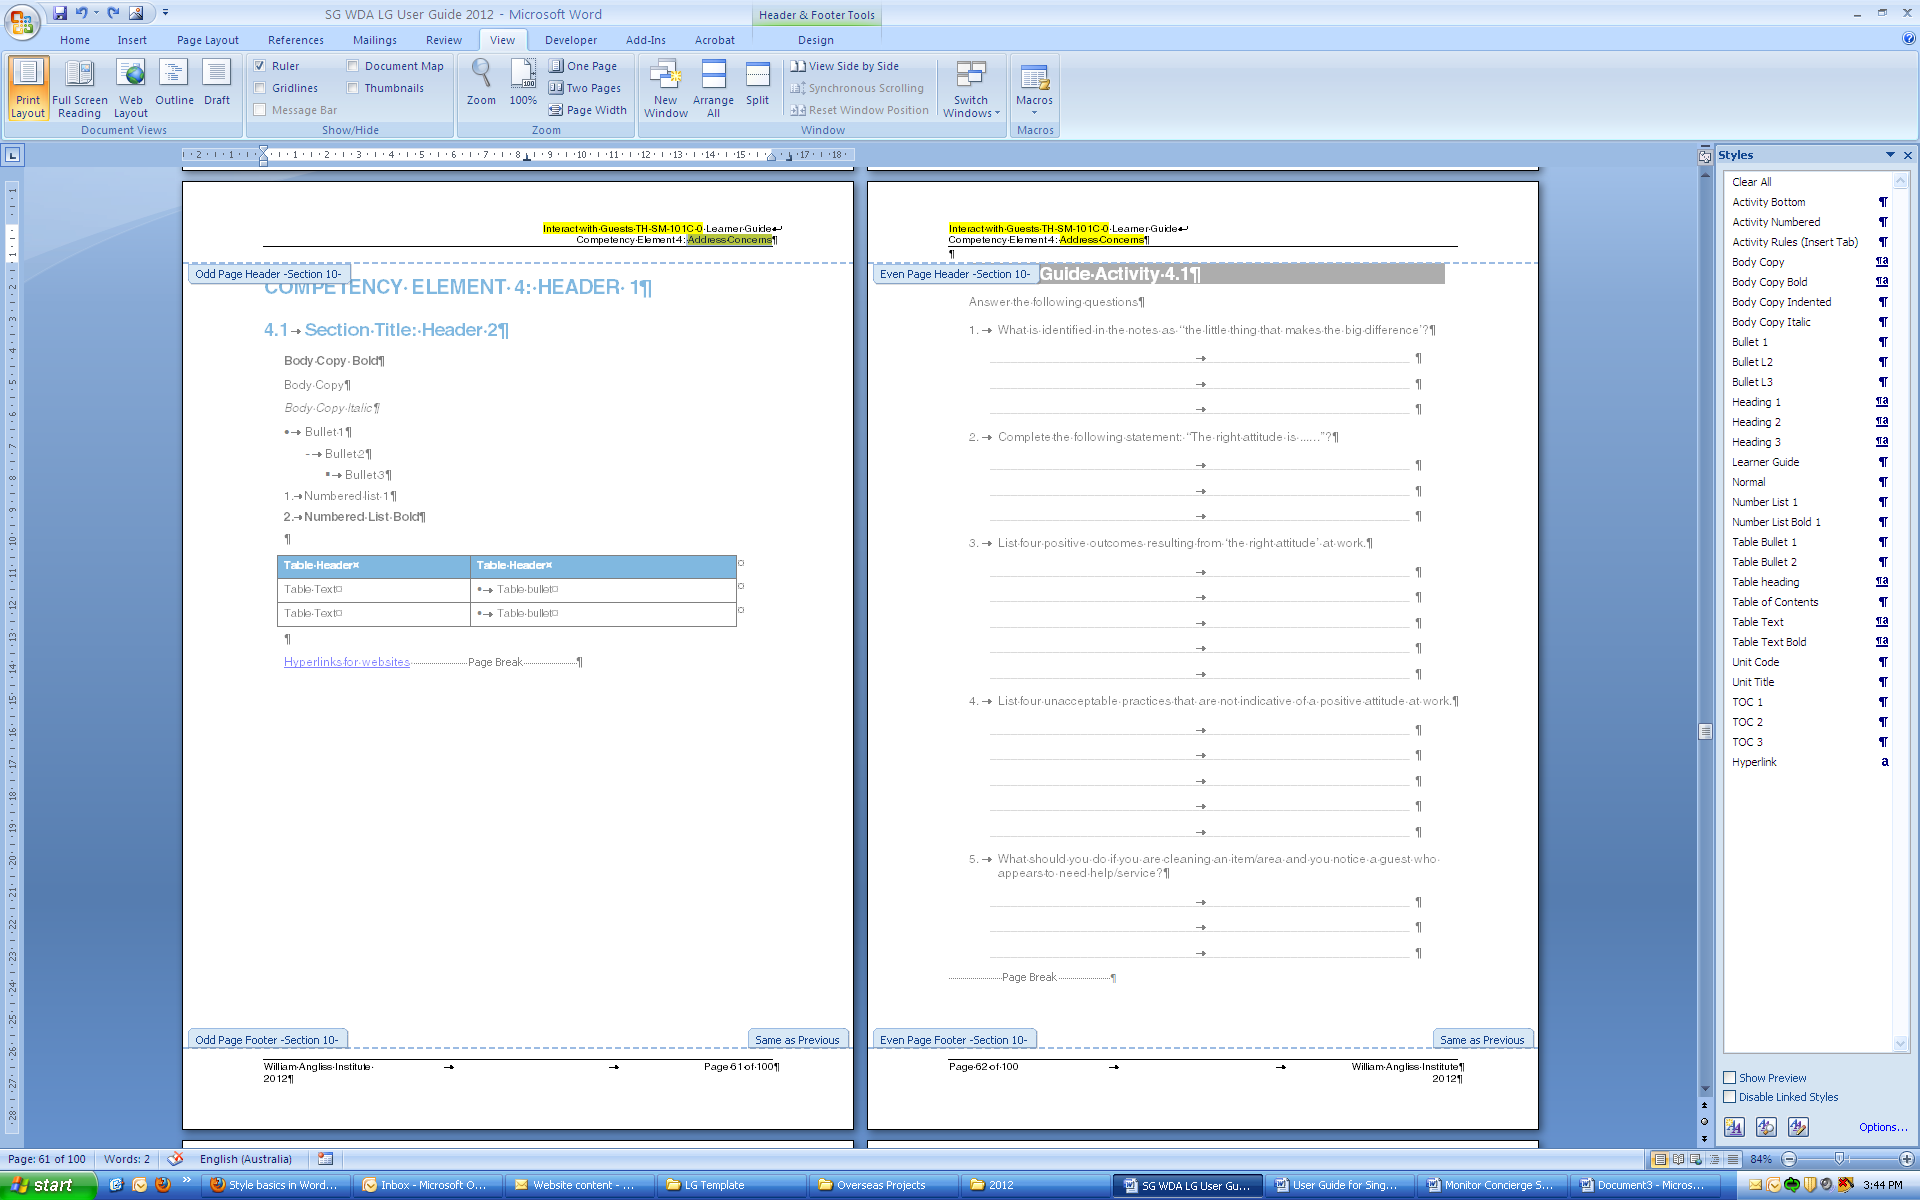 SG WDA LG User Guide 2012 - Microsoft Word
Header & Footer Tools
Home Insert Page Layout References Mailings Review View Developer Add-Ins Acrobat Design
Print Layout
Full Screen Reading
Web Layout
Outline
Draft
Document Views
Ruler
Gridlines
Message Bar
Document Map
Thumbnails
Show/Hide
Zoom
100%
One Page
Two Pages
Page Width
Zoom
New Window
Arrange All
Split
View Side by Side
Synchronous Scrolling
Reset Window Position
Window
Switch Windows
Macros
Macros
Interact with Guests TH-SM-101C-0 Learner Guide
Competency Element 4: Address Concerns
Odd Page Header -Section 10-
COMPETENCY ELEMENT 4: HEADER 1¶
4.1 Section Title: Header 2¶
Body Copy Bold¶
Body Copy¶
Body Copy Italic¶
• Bullet 1¶
- Bullet 2¶
▪ Bullet 3¶
1. Numbered list 1¶
2. Numbered List Bold¶
¶
Table Header Table Header
Table Text • Table bullet
Table Text • Table bullet
¶
Hyperlinks for websites Page Break ¶
Odd Page Footer -Section 10-
Same as Previous
William Angliss Institute
2012¶
Page 61 of 100¶
Interact with Guests TH-SM-101C-0 Learner Guide
Competency Element 4: Address Concerns¶
¶
Even Page Header -Section 10-
Guide Activity 4.1¶
Answer the following questions¶
1. What is identified in the notes as “the little thing that makes the big difference’?¶
2. Complete the following statement: “The right attitude is ......”?¶
3. List four positive outcomes resulting from ‘the right attitude’ at work.¶
4. List four unacceptable practices that are not indicative of a positive attitude at work.¶
5. What should you do if you are cleaning an item/area and you notice a guest who
appears to need help/service?¶
Page Break ¶
Even Page Footer -Section 10-
Same as Previous
Page 62 of 100
William Angliss Institute¶
2012¶
Styles
Clear All
Activity Bottom
Activity Numbered
Activity Rules (Insert Tab)
Body Copy
Body Copy Bold
Body Copy Indented
Body Copy Italic
Bullet 1
Bullet L2
Bullet L3
Heading 1
Heading 2
Heading 3
Learner Guide
Normal
Number List 1
Number List Bold 1
Table Bullet 1
Table Bullet 2
Table heading
Table of Contents
Table Text
Table Text Bold
Unit Code
Unit Title
TOC 1
TOC 2
TOC 3
Hyperlink
Show Preview
Disable Linked Styles
Options...
Page: 61 of 100 Words: 2 English (Australia) 84%
start
Style basics in Word...
Inbox - Microsoft O...
Website content - ...
LG Template
Overseas Projects
2012
SG WDA LG User Gu...
User Guide for Sing...
Monitor Concierge S...
Document3 - Micros...
3:44 PM